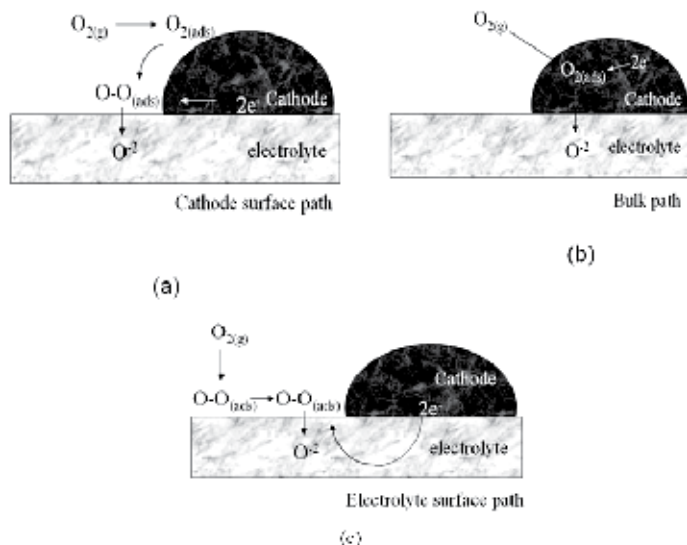 O2(g) → O2(ads)
O-O(ads)
2e-
Cathode
electrolyte
O-2
Cathode surface path
(a)
O2(g)
O2(ads)
2e-
Cathode
electrolyte
O-2
Bulk path
(b)
O2(g)
O-O(ads) → O-O(ads)
Cathode
2e-
O-2
electrolyte
Electrolyte surface path
(c)